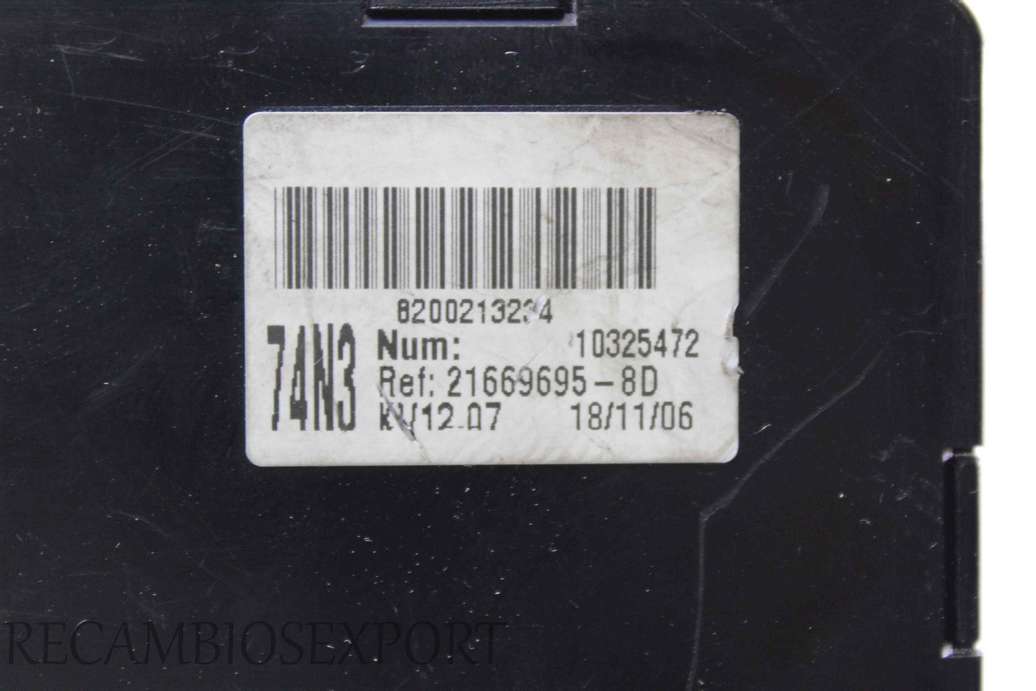 8200213234
74N3
Num: 10325472
Ref: 21669695-8D
18/11/06
RECAMBIOSEXPORT